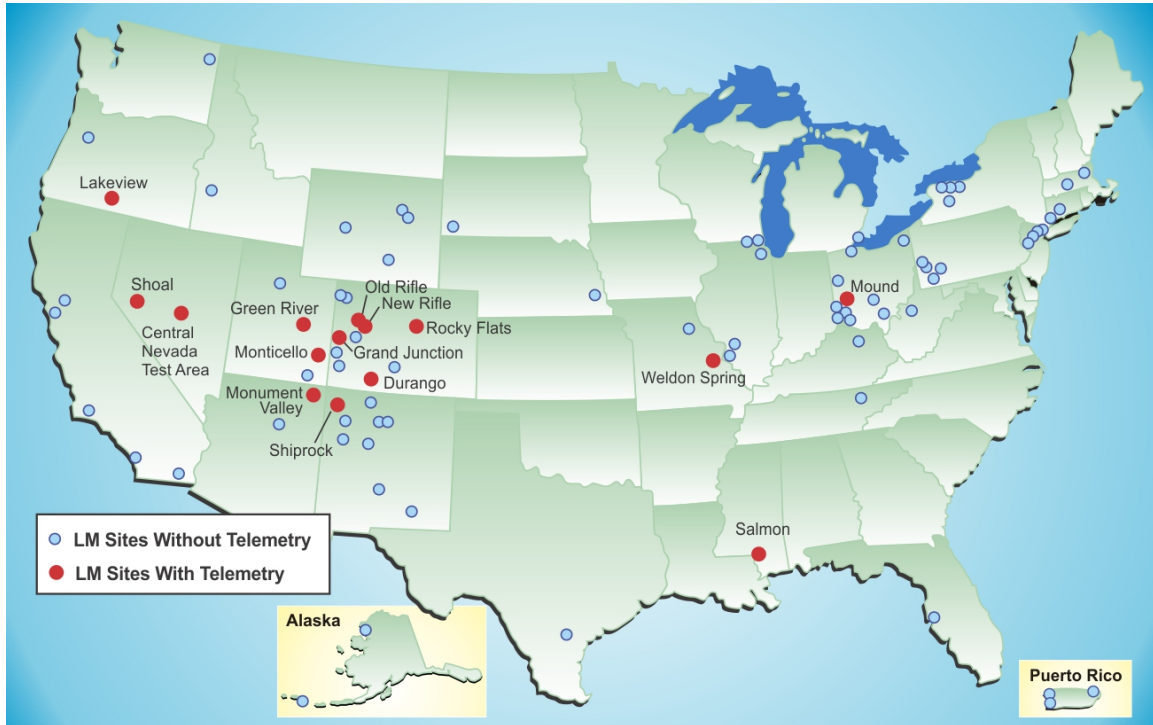 Lakeview
Shoal
Central
Nevada
Test Area
Green River
Monticello
Monument
Valley
Shiprock
Old Rifle
New Rifle
Rocky Flats
Grand Junction
Durango
Mound
Weldon Spring
Salmon
LM Sites Without Telemetry
LM Sites With Telemetry
Alaska
Puerto Rico